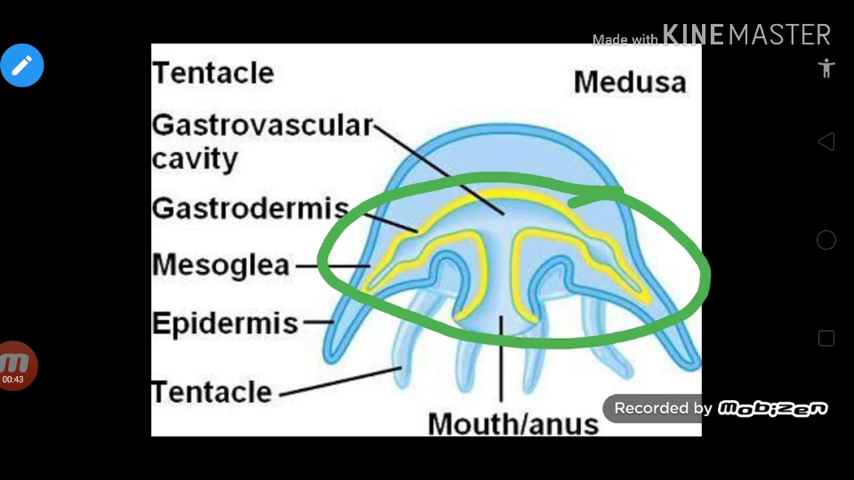 Made with KINEMASTER
Tentacle
Medusa
Gastrovascular
cavity
Gastrodermis
Mesoglea
Epidermis
Tentacle
Mouth/anus
00:43
Recorded by mobizen